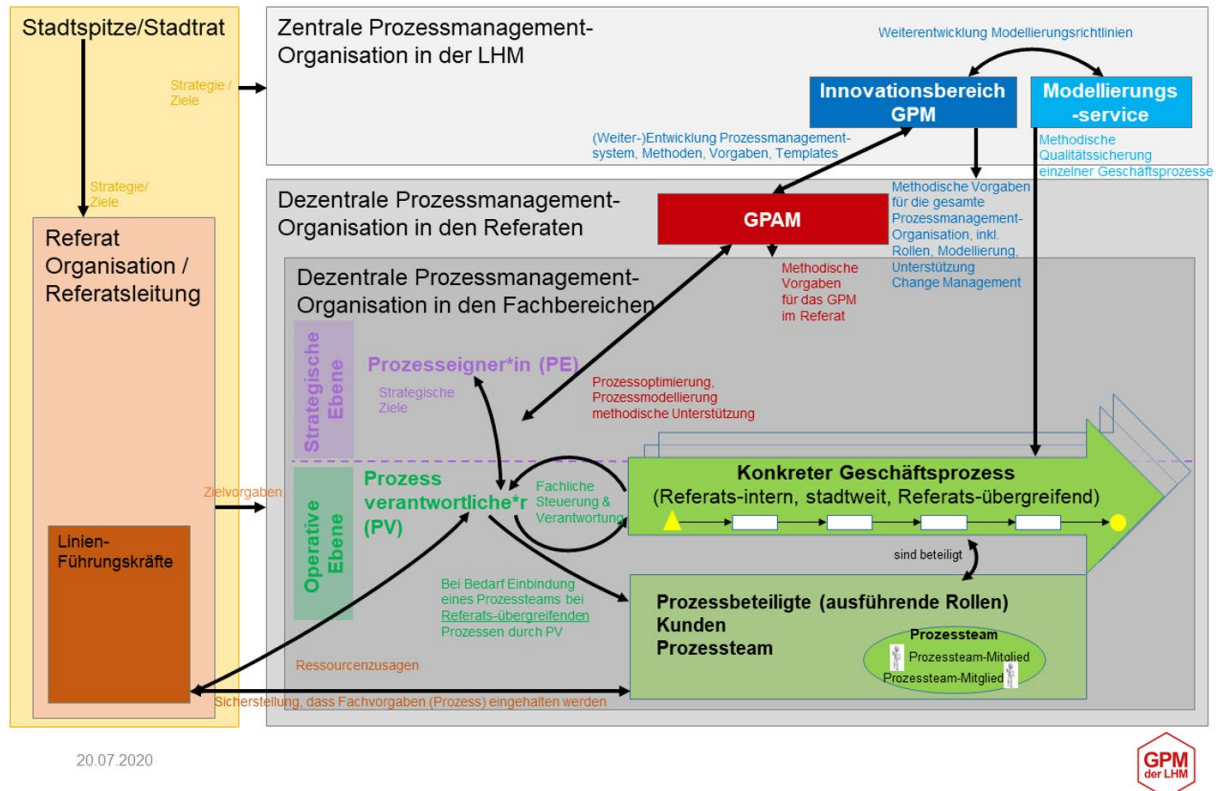 Stadtspitze/Stadtrat
Strategie /
Ziele
Strategie/
Ziele
Referat
Organisation /
Referatsleitung
Zielvorgaben
Linien-
Führungskräfte
Zentrale Prozessmanagement-
Organisation in der LHM
Weiterentwicklung Modellierungsrichtlinien
Innovationsbereich
GPM
Modellierungs
-service
(Weiter-)Entwicklung Prozessmanagement-
system, Methoden, Vorgaben, Templates
Methodische
Qualitätssicherung
einzelner Geschäftsprozesse
Dezentrale Prozessmanagement-
Organisation in den Referaten
GPAM
Methodische Vorgaben
für die gesamte
Prozessmanagement-
Organisation, inkl.
Rollen, Modellierung,
Unterstützung
Change Management
Methodische
Vorgaben
für das GPM
im Referat
Dezentrale Prozessmanagement-
Organisation in den Fachbereichen
Strategische
Ebene
Prozesseigner*in (PE)
Strategische
Ziele
Prozessoptimierung,
Prozessmodellierung
methodische Unterstützung
Operative
Ebene
Prozess
verantwortliche*r
(PV)
Fachliche
Steuerung &
Verantwortung
Konkreter Geschäftsprozess
(Referats-intern, stadtweit, Referats-übergreifend)
sind beteiligt
Bei Bedarf Einbindung
eines Prozessteams bei
Referats-übergreifenden
Prozessen durch PV
Prozessbeteiligte (ausführende Rollen)
Kunden
Prozessteam
Prozessteam
Prozessteam-Mitglied
Prozessteam-Mitglied
Ressourcenzusagen
Sicherstellung, dass Fachvorgaben (Prozess) eingehalten werden
20.07.2020
GPM
der LHM